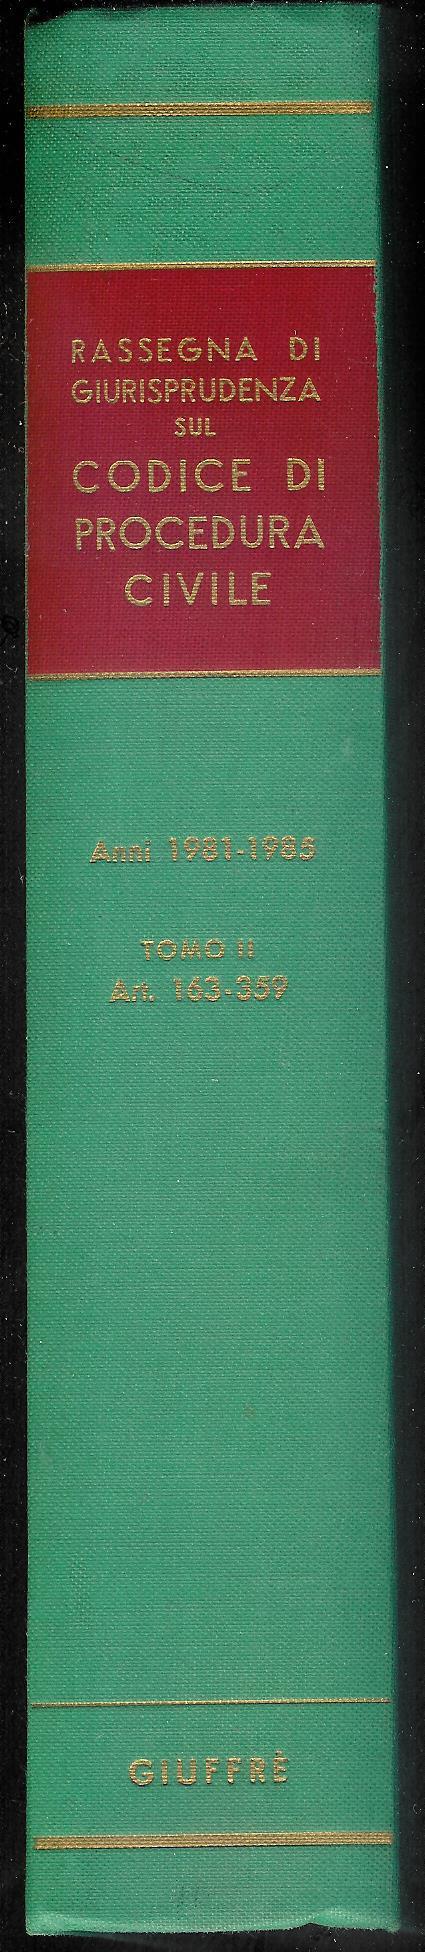 RASSEGNA DI
GIURISPRUDENZA
SUL
CODICE DI
PROCEDURA
CIVILE
Anni 1981-1985
TOMO II
Art. 163-359
GIUFFRÈ